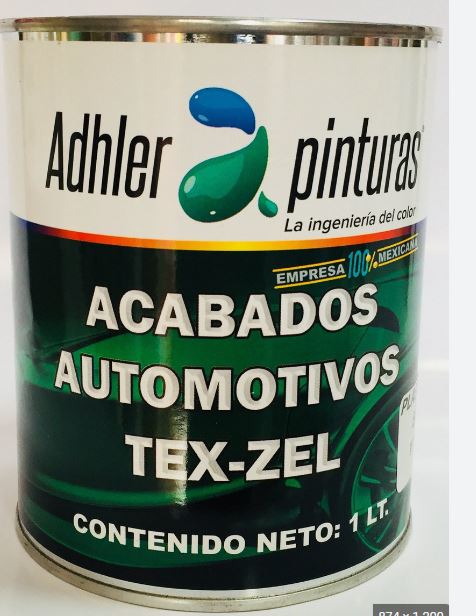 Adhler pinturas
La ingeniería del color
EMPRESA 100% MEXICANA
ACABADOS
AUTOMOTIVOS
TEX-ZEL
CONTENIDO NETO: 1 LT.